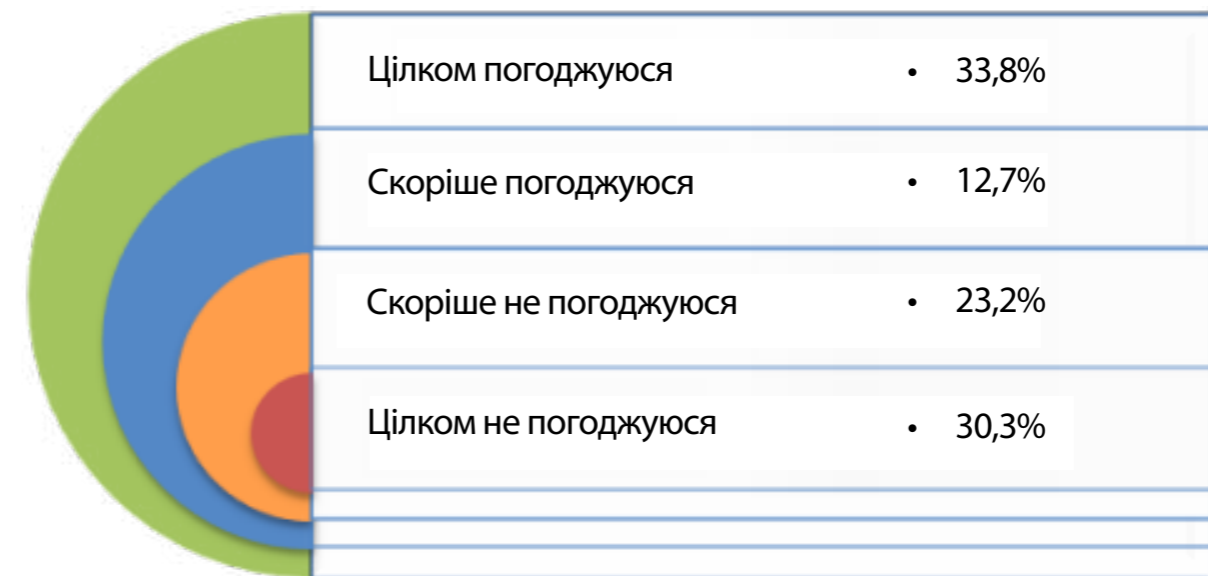 Цілком погоджуюся • 33,8%
Скоріше погоджуюся • 12,7%
Скоріше не погоджуюся • 23,2%
Цілком не погоджуюся • 30,3%